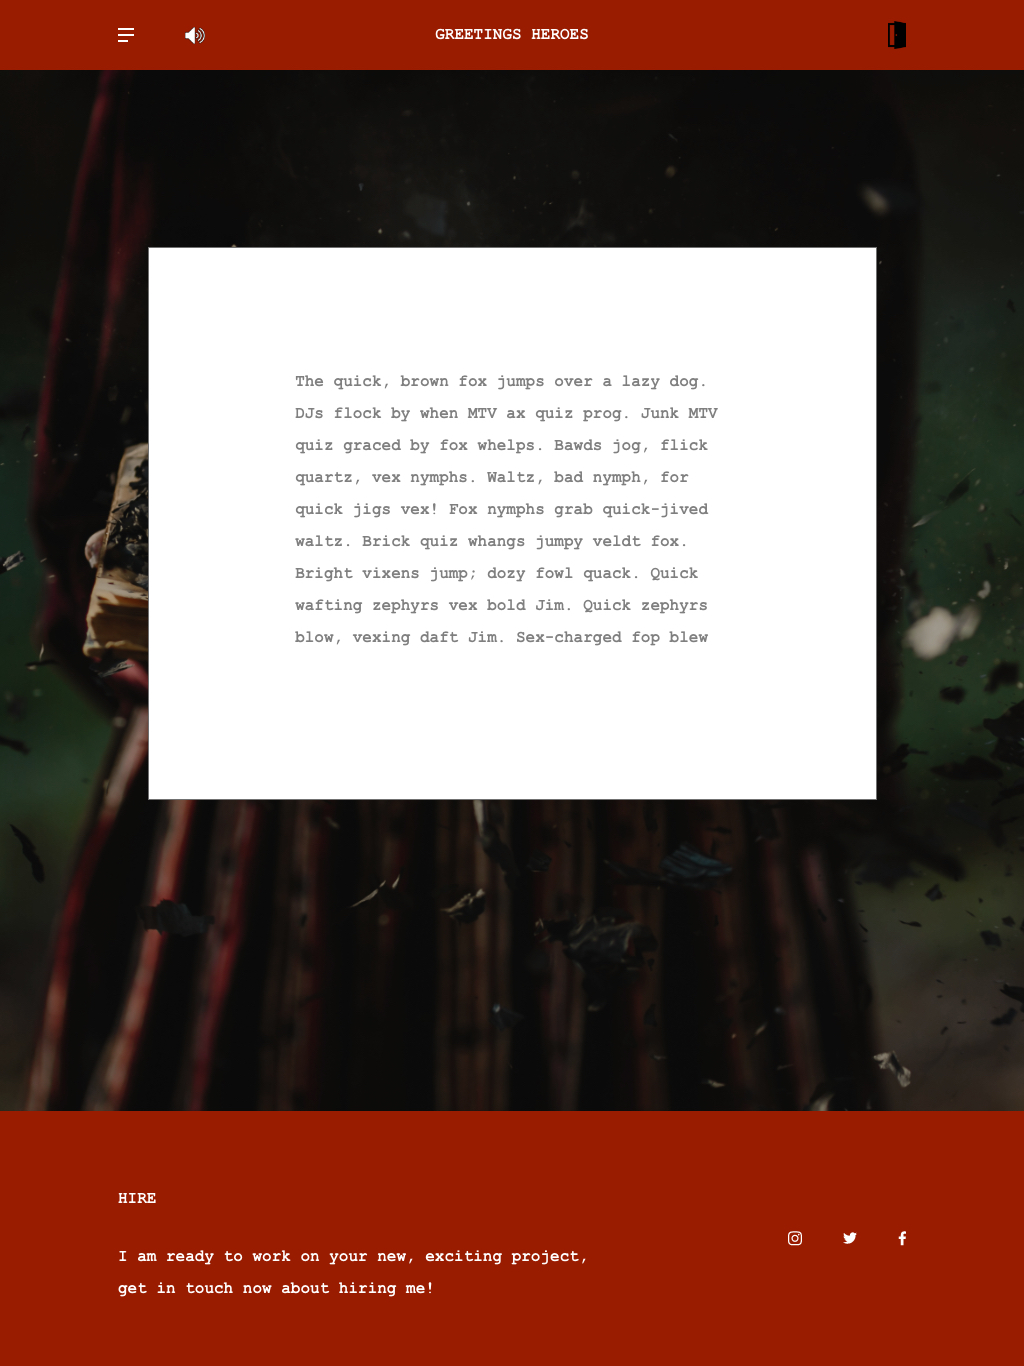 GREETINGS HEROES
The quick, brown fox jumps over a lazy dog.
DJs flock by when MTV ax quiz prog. Junk MTV
quiz graced by fox whelps. Bawds jog, flick
quartz, vex nymphs. Waltz, bad nymph, for
quick jigs vex! Fox nymphs grab quick-jived
waltz. Brick quiz whangs jumpy veldt fox.
Bright vixens jump; dozy fowl quack. Quick
wafting zephyrs vex bold Jim. Quick zephyrs
blow, vexing daft Jim. Sex-charged fop blew
HIRE
I am ready to work on your new, exciting project,
get in touch now about hiring me!